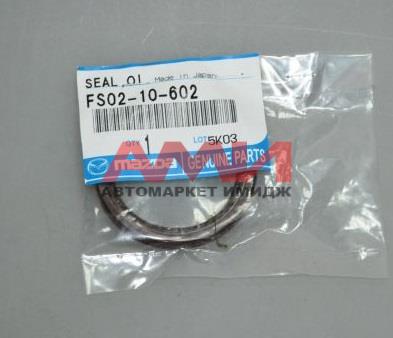 SEAL,OI Made in Japan
FS02-10-602
QTY 1 LOT 5K03
mazda GENUINE PARTS
АВТОМАРКЕТ ИМИДЖ